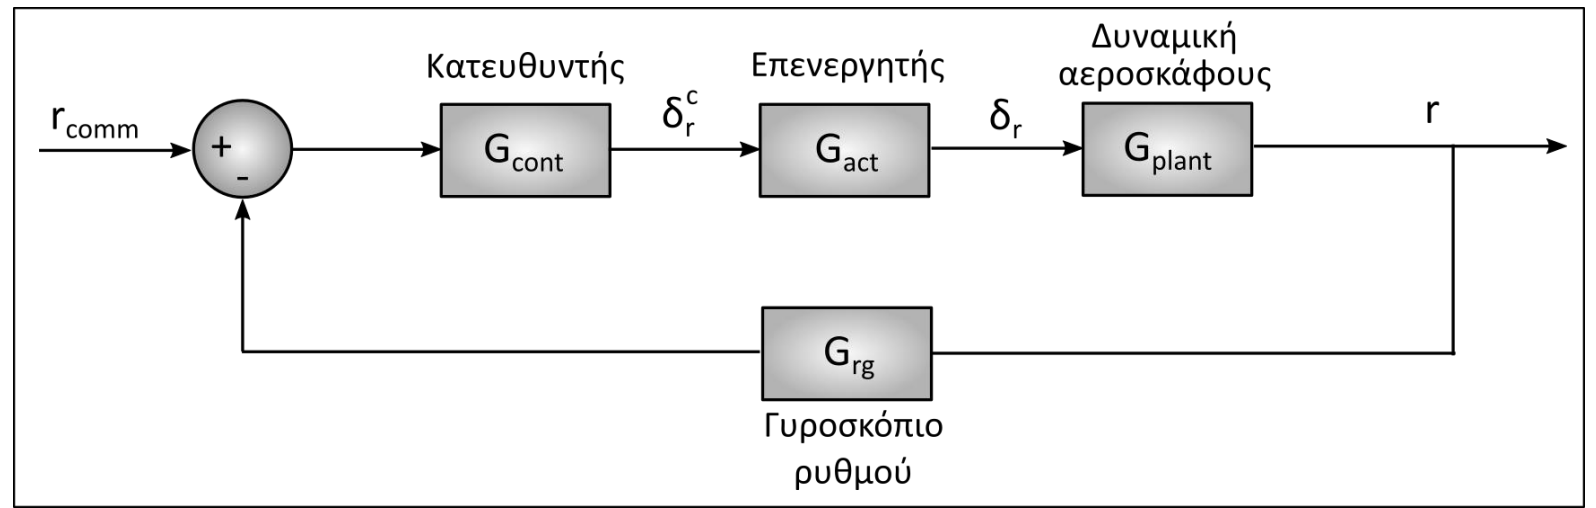 Δυναμική
αεροσκάφους
Κατευθυντής
Επενεργητής
r_comm
+
-
G_cont
δ_r^c
G_act
δ_r
G_plant
r
G_rg
Γυροσκόπιο
ρυθμού